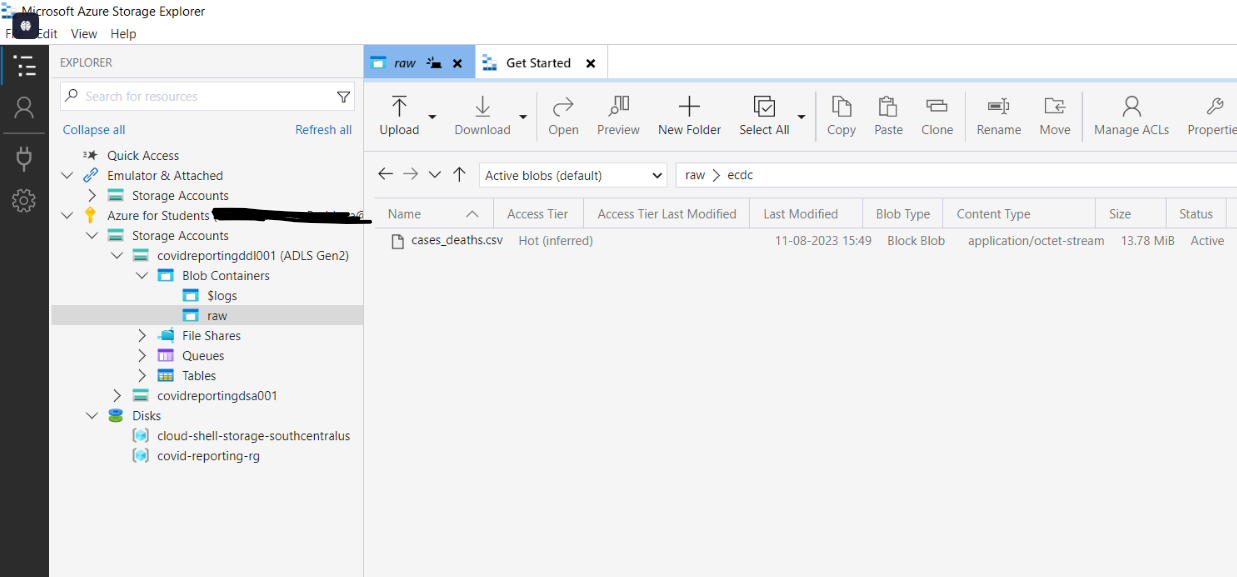 Microsoft Azure Storage Explorer
Edit View Help
EXPLORER
Search for resources
Collapse all Refresh all
Quick Access
Emulator & Attached
Storage Accounts
Azure for Students (
Storage Accounts
covidreportingddl001 (ADLS Gen2)
Blob Containers
$logs
raw
File Shares
Queues
Tables
covidreportingdsa001
Disks
cloud-shell-storage-southcentralus
covid-reporting-rg
raw Get Started
Upload Download Open Preview New Folder Select All Copy Paste Clone Rename Move Manage ACLs Propertie
Active blobs (default) raw > ecdc
Name Access Tier Access Tier Last Modified Last Modified Blob Type Content Type Size Status
cases_deaths.csv Hot (inferred) 11-08-2023 15:49 Block Blob application/octet-stream 13.78 MiB Active